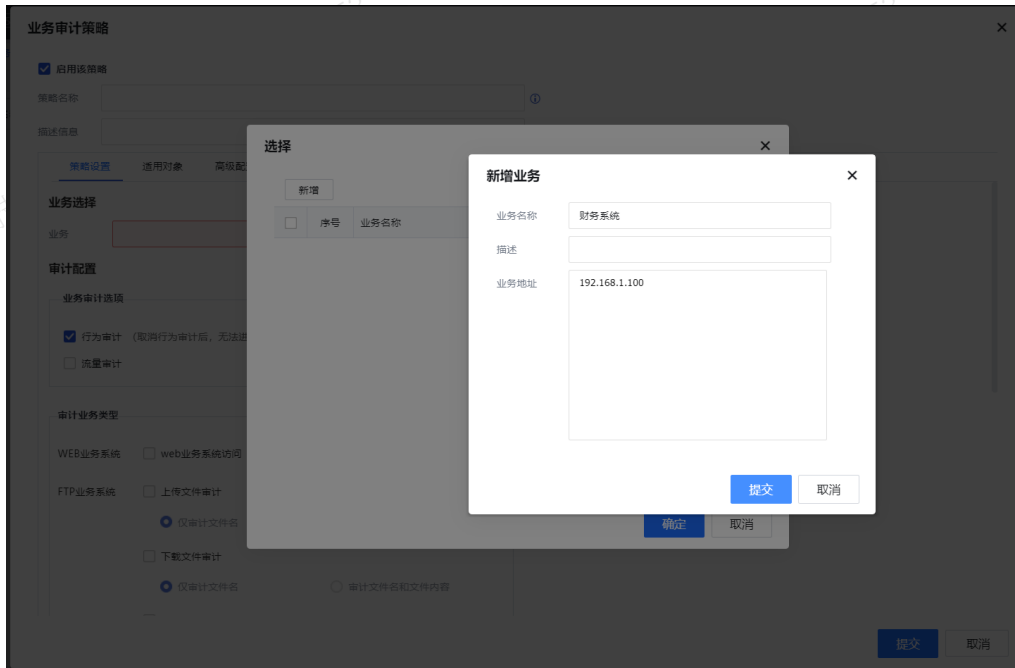 业务审计策略
启用该策略
策略名称
描述信息
策略设置 适用对象 高级配
业务选择
业务
审计配置
业务审计选项
行为审计 (取消行为审计后，无法进
流量审计
审计业务类型
WEB业务系统 web业务系统访问
FTP业务系统 上传文件审计
仅审计文件名
下载文件审计
仅审计文件名 审计文件名和文件内容
提交 取消
选择
新增
序号 业务名称
确定 取消
新增业务
业务名称 财务系统
描述
业务地址 192.168.1.100
提交 取消